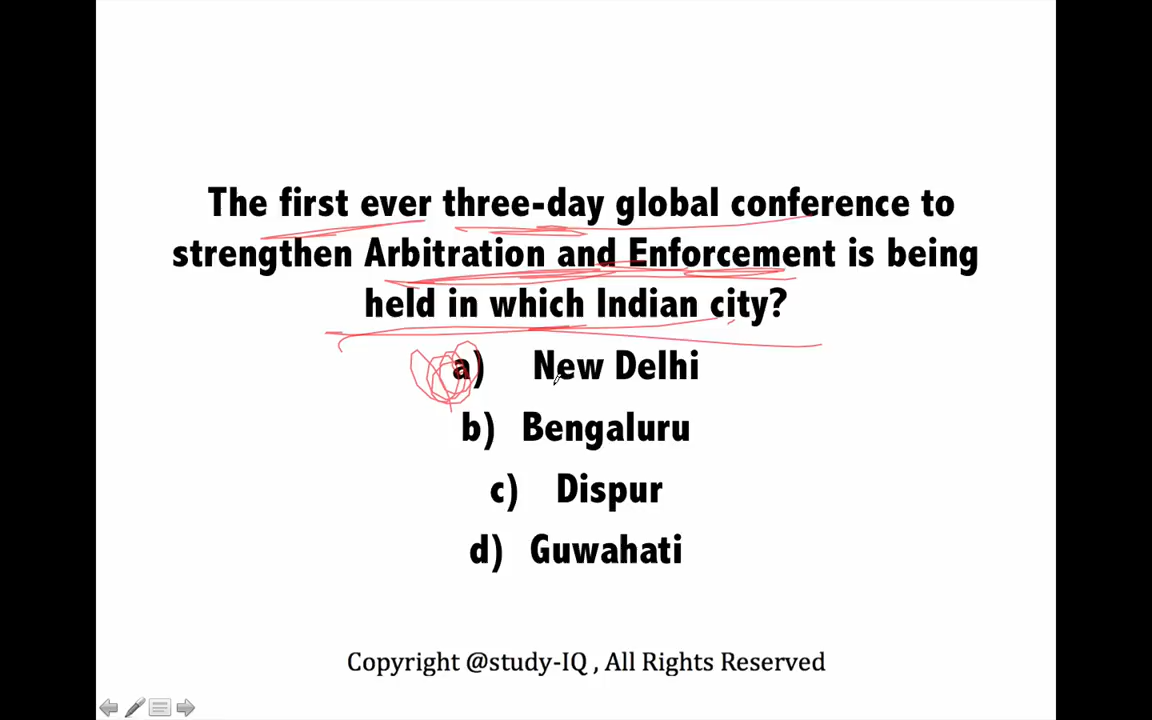 The first ever three-day global conference to
strengthen Arbitration and Enforcement is being
held in which Indian city?
a) New Delhi
b) Bengaluru
c) Dispur
d) Guwahati
Copyright @study-IQ , All Rights Reserved